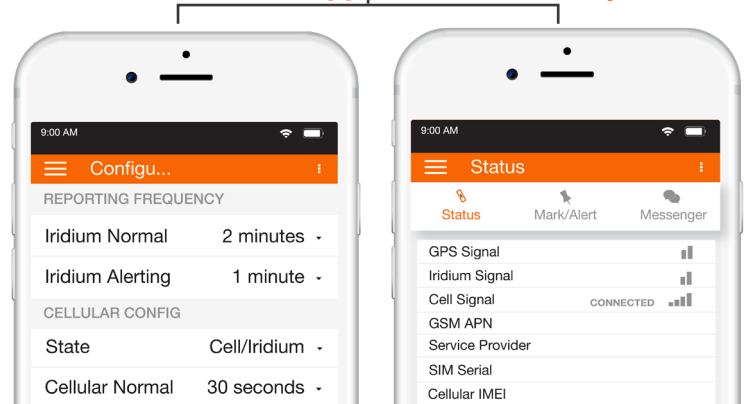 9:00 AM
Configu...
REPORTING FREQUENCY
Iridium Normal 2 minutes
Iridium Alerting 1 minute
CELLULAR CONFIG
State Cell/Iridium
Cellular Normal 30 seconds
9:00 AM
Status
Status Mark/Alert Messenger
GPS Signal
Iridium Signal
Cell Signal CONNECTED
GSM APN
Service Provider
SIM Serial
Cellular IMEI